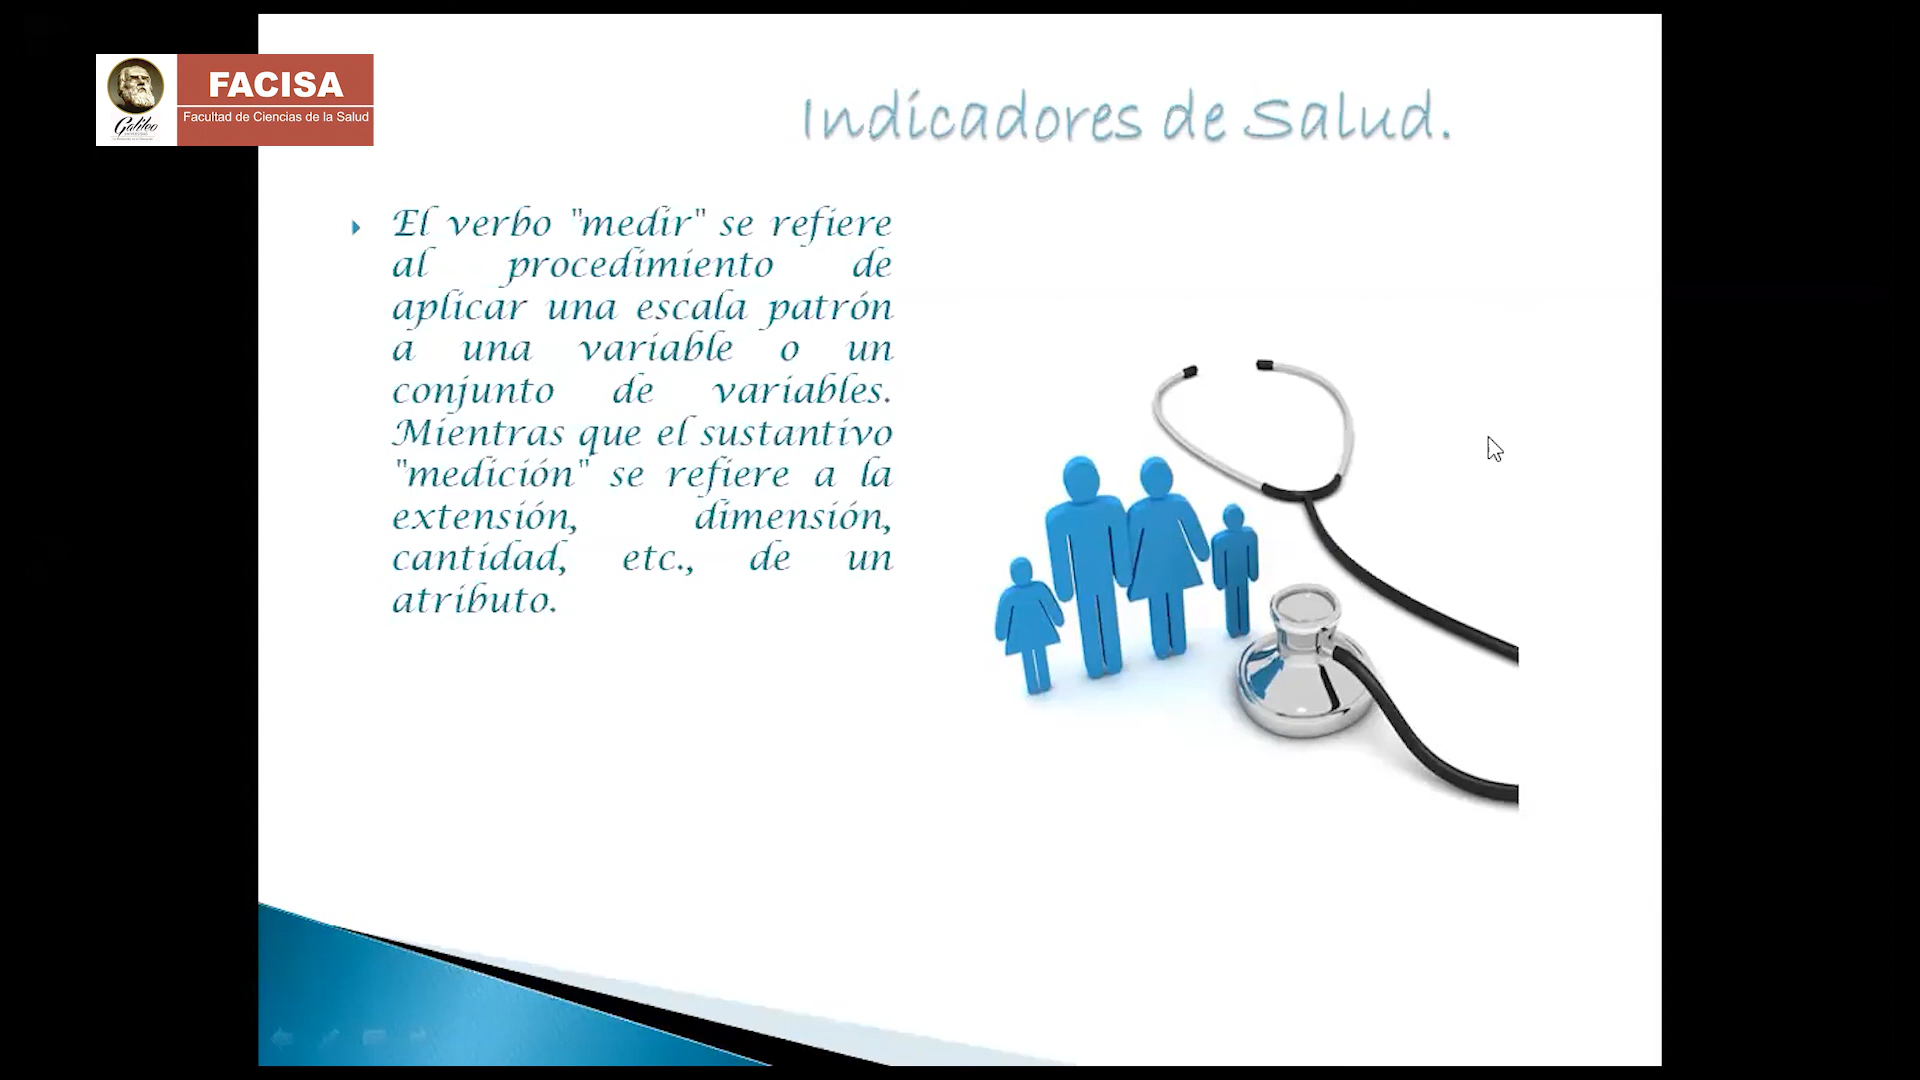 FACISA
Facultad de Ciencias de la Salud
Galileo
Indicadores de Salud.
El verbo "medir" se refiere
al procedimiento de
aplicar una escala patrón
a una variable o un
conjunto de variables.
Mientras que el sustantivo
"medición" se refiere a la
extensión, dimensión,
cantidad, etc., de un
atributo.